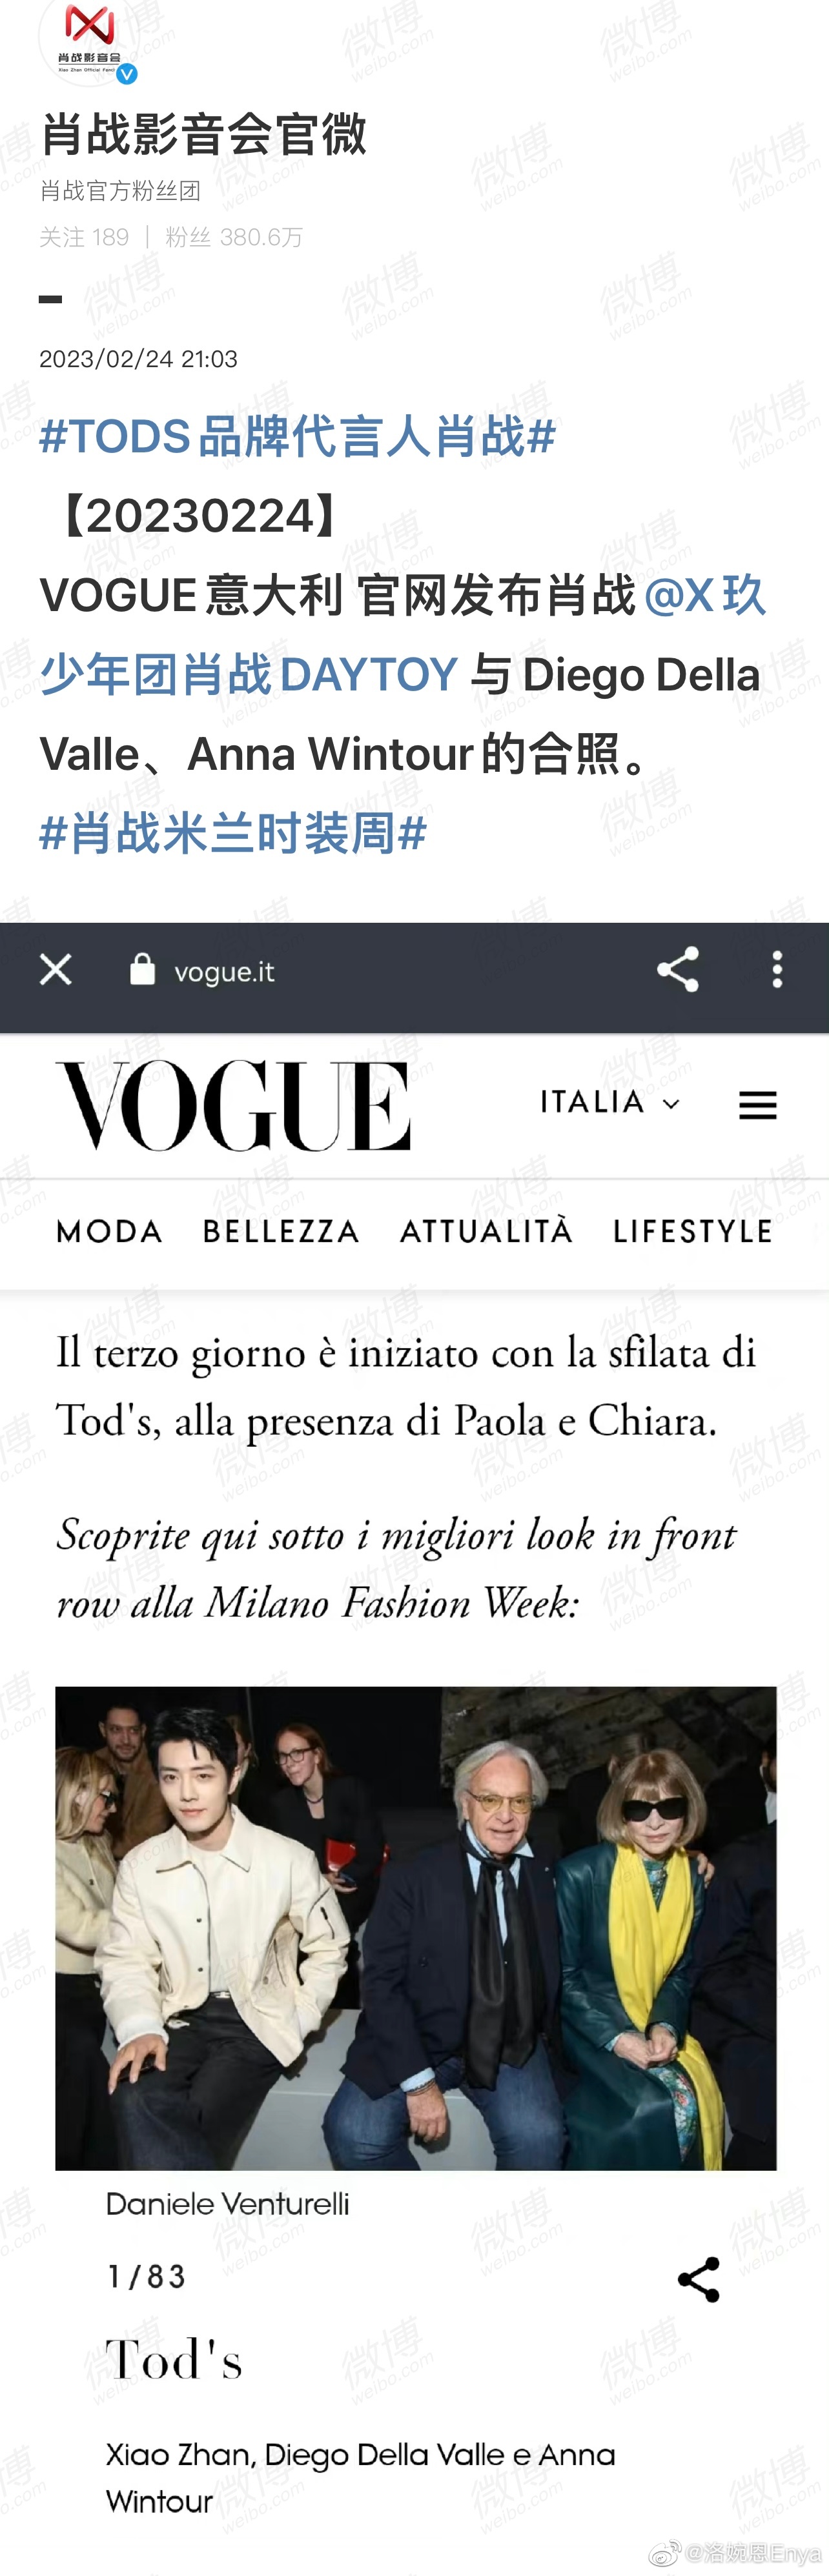 肖战影音会
Xiao Zhan Official Fancl
肖战影音会官微
肖战官方粉丝团
关注 189 | 粉丝 380.6万
2023/02/24 21:03
#TODS品牌代言人肖战#
【20230224】
VOGUE意大利 官网发布肖战@X玖
少年团肖战DAYTOY 与 Diego Della
Valle、Anna Wintour的合照。
#肖战米兰时装周#
vogue.it
VOGUE
ITALIA
MODA BELLEZZA ATTUALITÀ LIFESTYLE
Il terzo giorno è iniziato con la sfilata di
Tod's, alla presenza di Paola e Chiara.
Scoprite qui sotto i migliori look in front
row alla Milano Fashion Week:
Daniele Venturelli
1/83
Tod's
Xiao Zhan, Diego Della Valle e Anna
Wintour
@洛婉恩Enya
微博
weibo.com